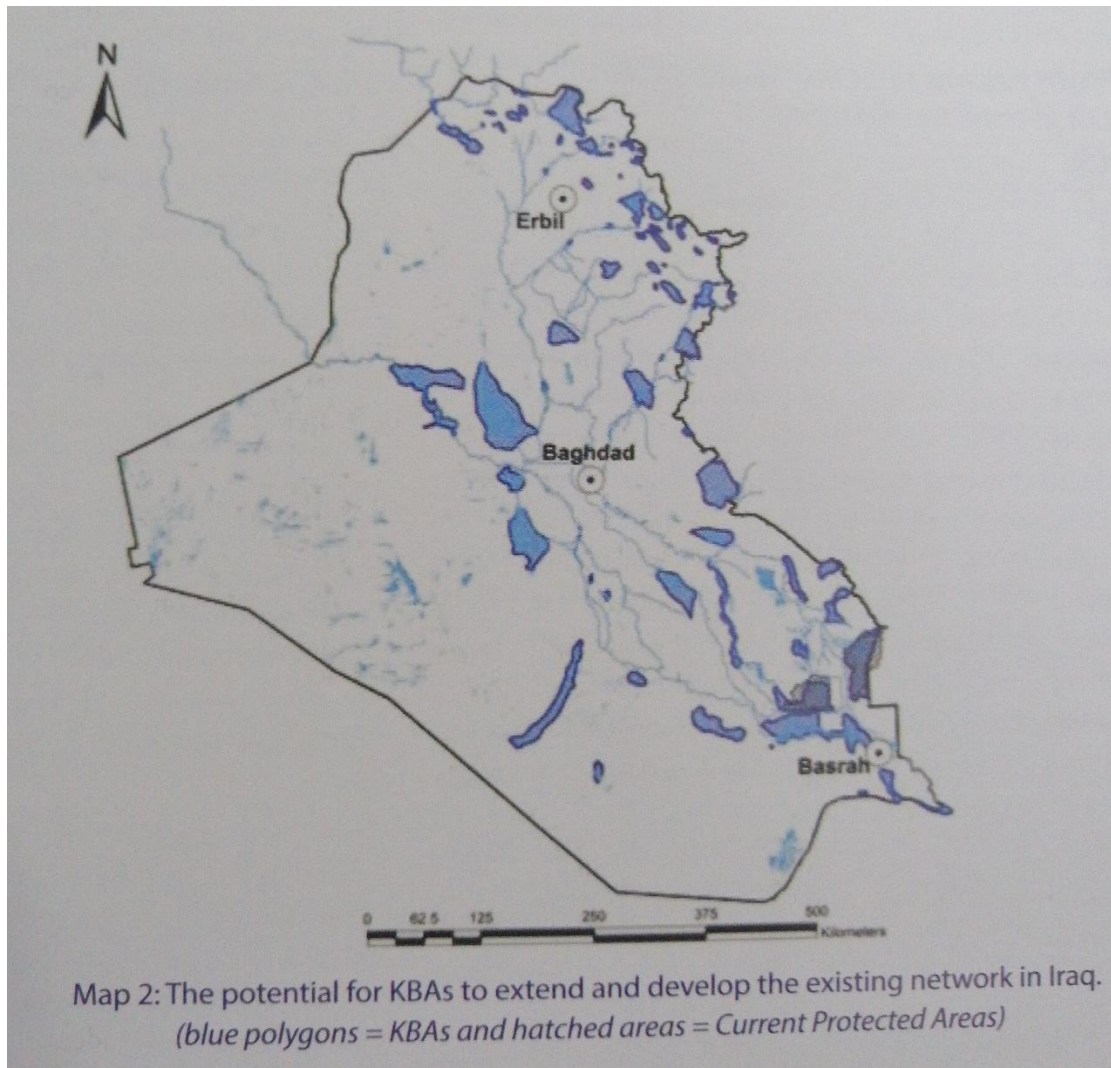 N
Erbil
Baghdad
Basrah
0 62.5 125 250 375 500
Kilometers
Map 2: The potential for KBAs to extend and develop the existing network in Iraq.
(blue polygons = KBAs and hatched areas = Current Protected Areas)